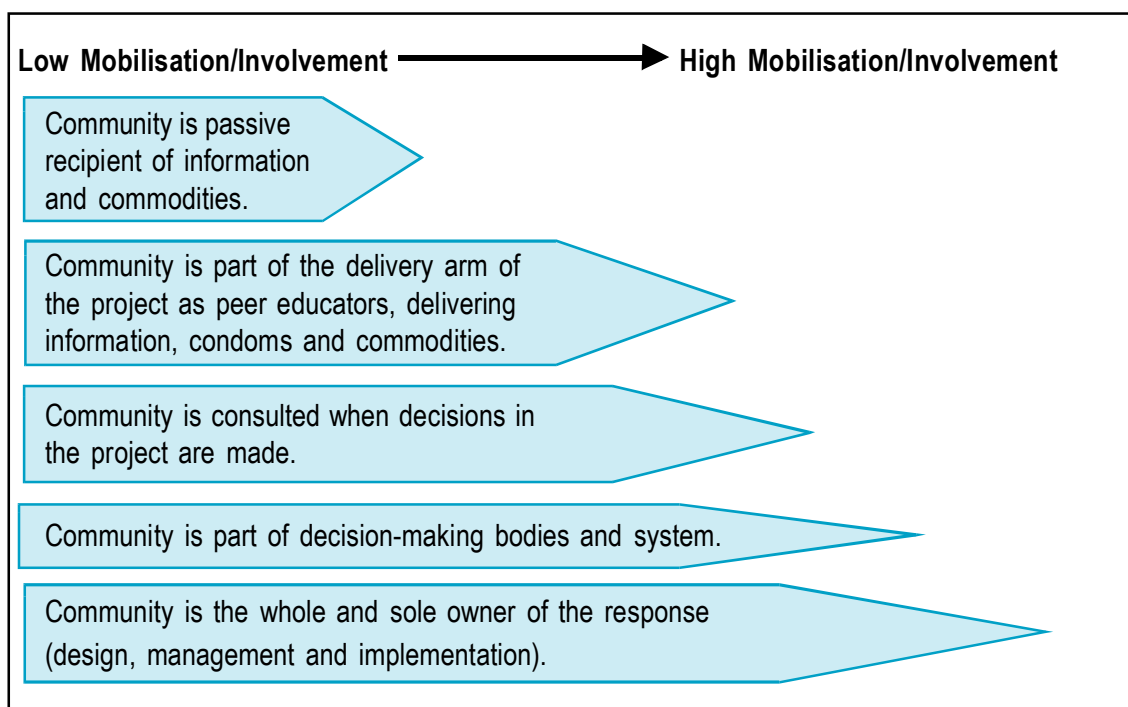 Low Mobilisation/Involvement High Mobilisation/Involvement
Community is passive
recipient of information
and commodities.
Community is part of the delivery arm of
the project as peer educators, delivering
information, condoms and commodities.
Community is consulted when decisions in
the project are made.
Community is part of decision-making bodies and system.
Community is the whole and sole owner of the response
(design, management and implementation).